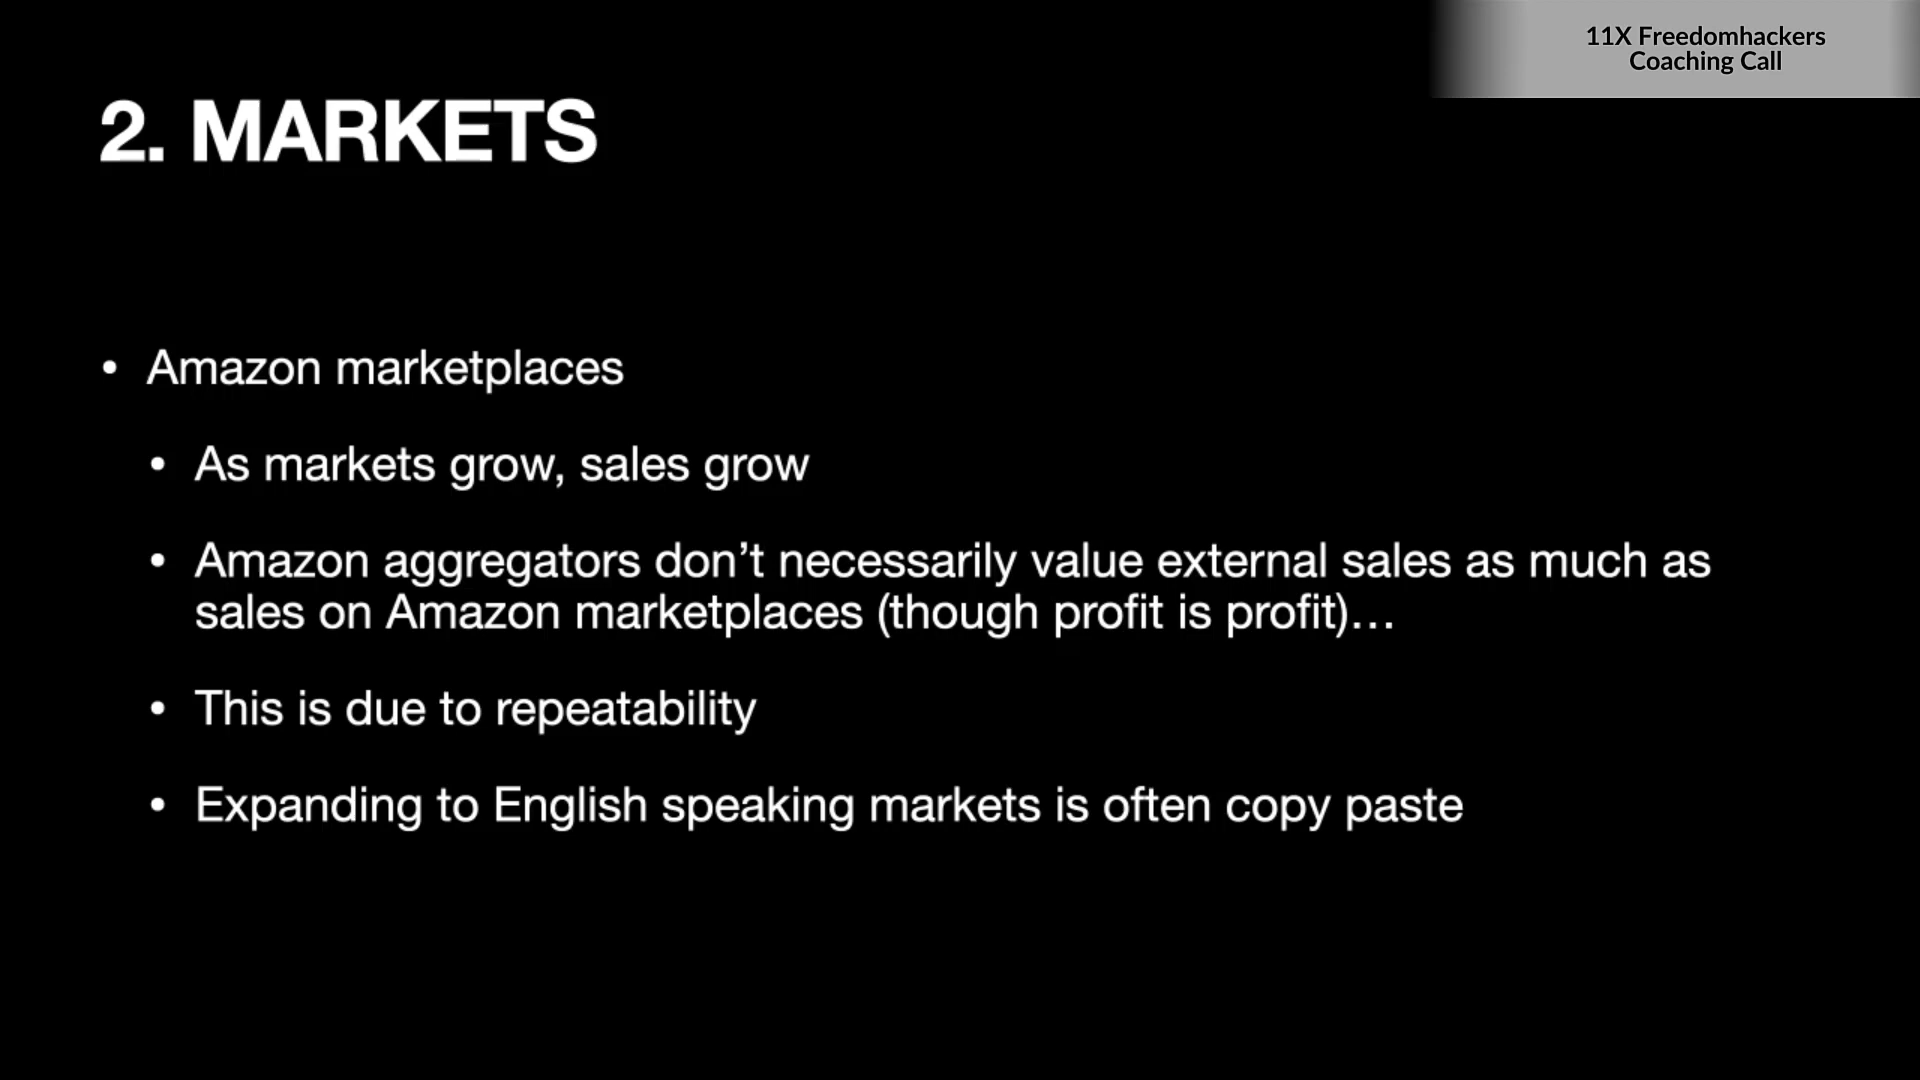 11X Freedomhackers
Coaching Call
2. MARKETS
• Amazon marketplaces
• As markets grow, sales grow
• Amazon aggregators don’t necessarily value external sales as much as
sales on Amazon marketplaces (though profit is profit)…
• This is due to repeatability
• Expanding to English speaking markets is often copy paste